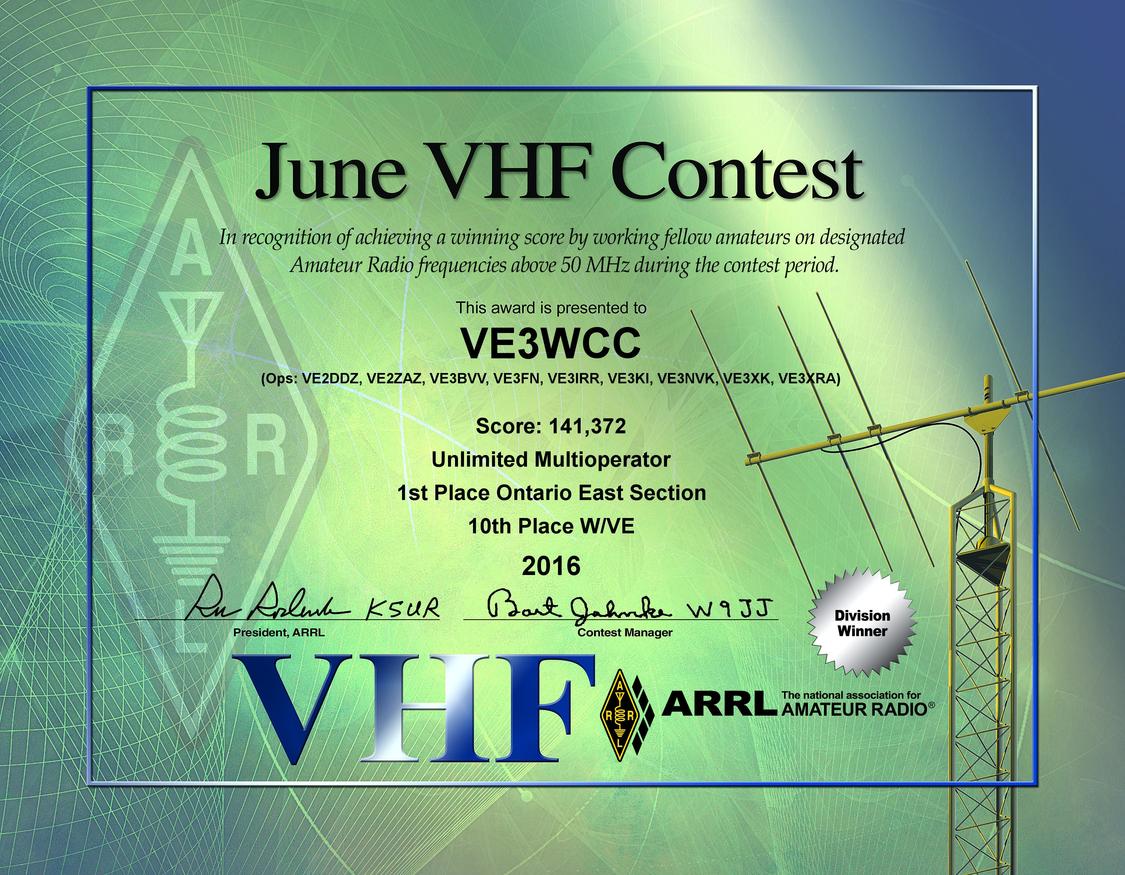 June VHF Contest
In recognition of achieving a winning score by working fellow amateurs on designated
Amateur Radio frequencies above 50 MHz during the contest period.
This award is presented to
VE3WCC
(Ops: VE2DDZ, VE2ZAZ, VE3BVV, VE3FN, VE3IRR, VE3KI, VE3NVK, VE3XK, VE3XRA)
Score: 141,372
Unlimited Multioperator
1st Place Ontario East Section
10th Place W/VE
2016
K5UR
Bart Jahnke W9JJ
President, ARRL
Contest Manager
Division
Winner
VHF
A
R R
L
ARRL
The national association for
AMATEUR RADIO®
A
R R
L